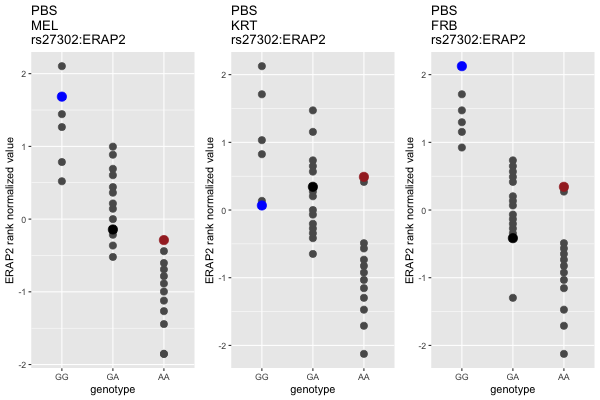 PBS
MEL
rs27302:ERAP2
ERAP2 rank normalized value
2
1
0
-1
-2
GG
GA
AA
genotype
PBS
KRT
rs27302:ERAP2
ERAP2 rank normalized value
2
1
0
-1
-2
GG
GA
AA
genotype
PBS
FRB
rs27302:ERAP2
ERAP2 rank normalized value
2
1
0
-1
-2
GG
GA
AA
genotype